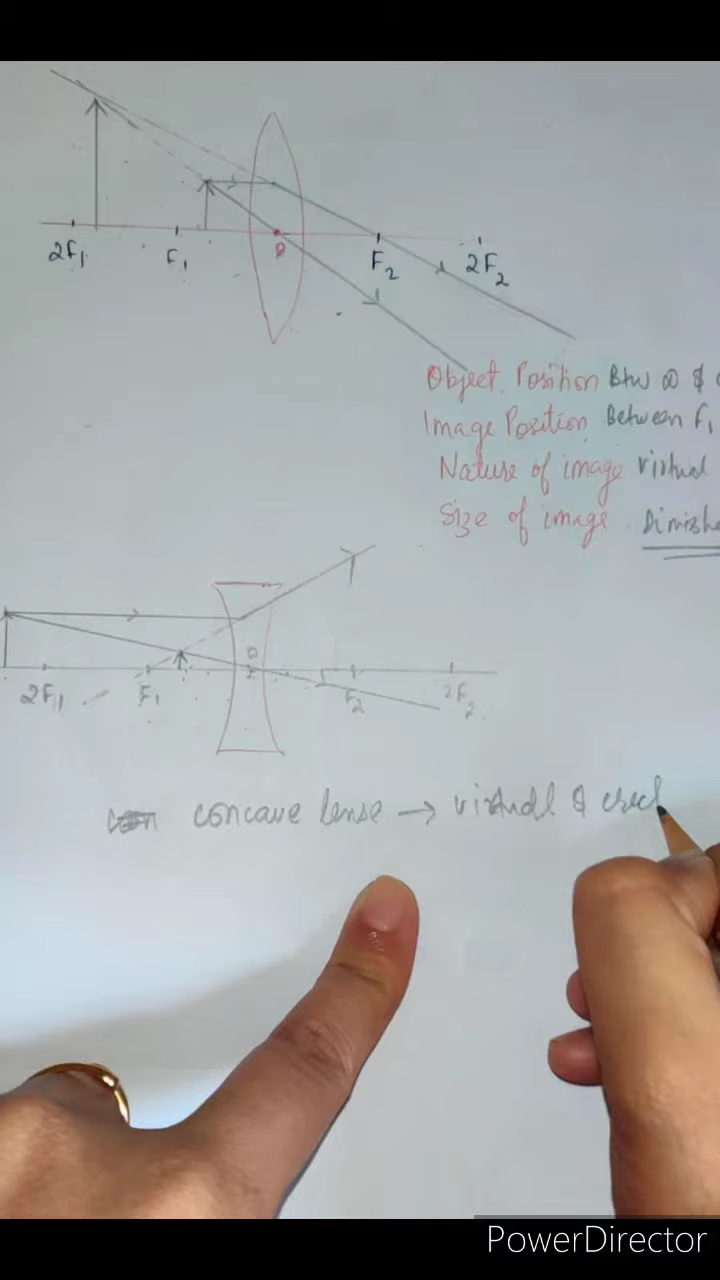 2F1 F1 O F2 2F2
Object Position Btw ∞ &
Image Position Between F1
Nature of image virtual
Size of image
O
2F1 F1 F2 2F2
concave lense → virtual & erect
PowerDirector